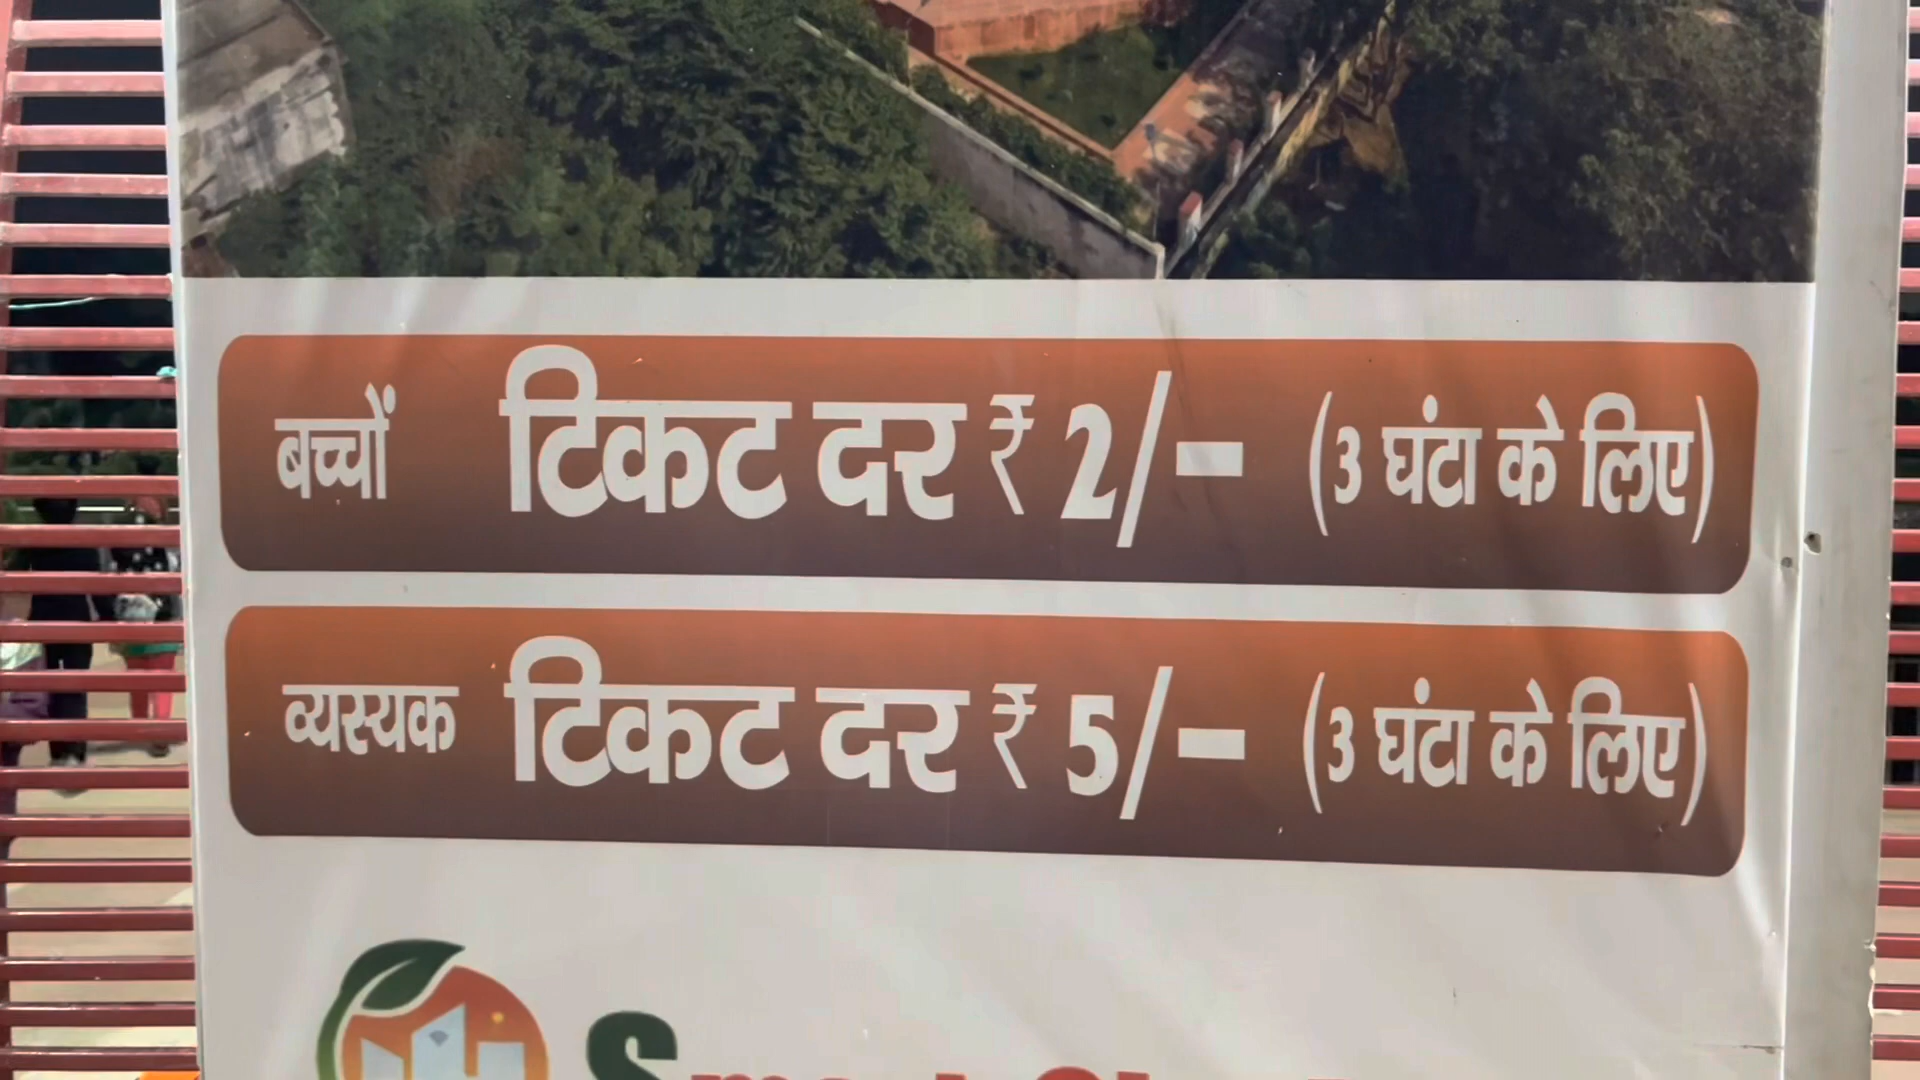 बच्चों टिकट दर ₹ 2/- (3 घंटा के लिए)
व्यस्यक टिकट दर ₹ 5/- (3 घंटा के लिए)